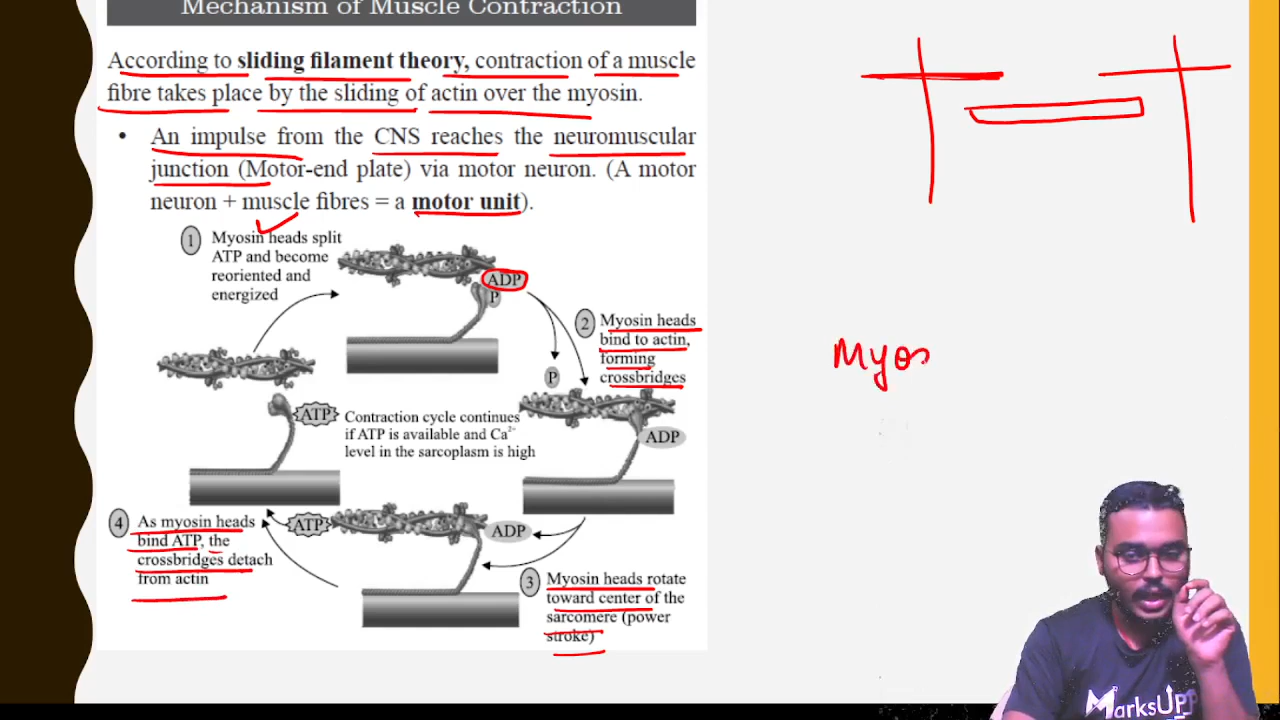 Mechanism of Muscle Contraction
According to sliding filament theory, contraction of a muscle
fibre takes place by the sliding of actin over the myosin.
• An impulse from the CNS reaches the neuromuscular
junction (Motor-end plate) via motor neuron. (A motor
neuron + muscle fibres = a motor unit).
1 Myosin heads split
ATP and become
reoriented and
energized
ADP
P
2 Myosin heads
bind to actin,
forming
crossbridges
P
ATP
Contraction cycle continues
if ATP is available and Ca²⁺
level in the sarcoplasm is high
ADP
4 As myosin heads
bind ATP, the
crossbridges detach
from actin
ATP
ADP
3 Myosin heads rotate
toward center of the
sarcomere (power
stroke)
Myos
MarksUP